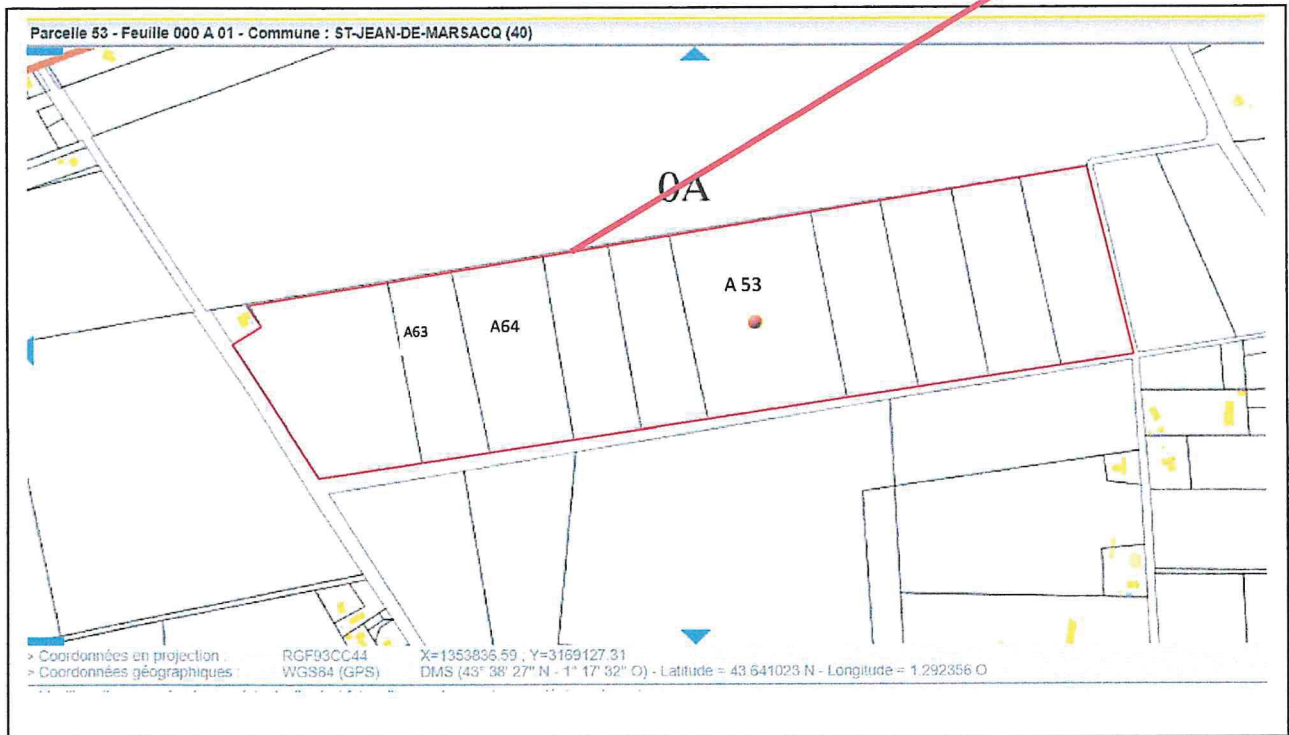 Parcelle 53 - Feuille 000 A 01 - Commune : ST-JEAN-DE-MARSACQ (40)
0A
A 53
A63
A64
> Coordonnées en projection : RGF93CC44 X=1353836.59 ; Y=3169127.31
> Coordonnées géographiques : WGS84 (GPS) DMS (43° 38' 27" N - 1° 17' 32" O) - Latitude = 43.641023 N - Longitude = 1.292356 O